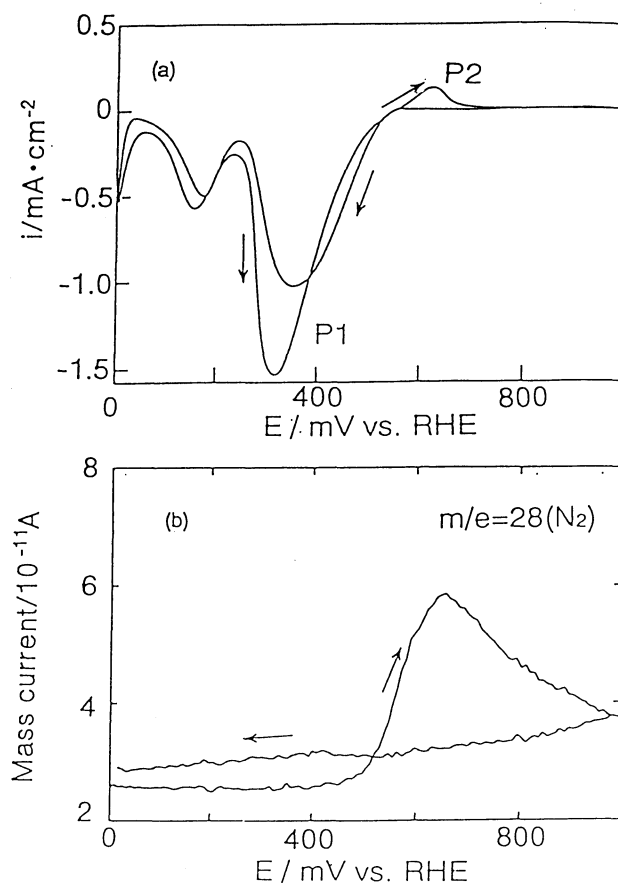 0.5
(a)
P2
0
-0.5
-1.0
P1
-1.5
i/mA·cm⁻²
0 400 800
E / mV vs. RHE
8
(b) m/e=28(N₂)
6
4
2
Mass current/10⁻¹¹A
0 200 400 800
E / mV vs. RHE